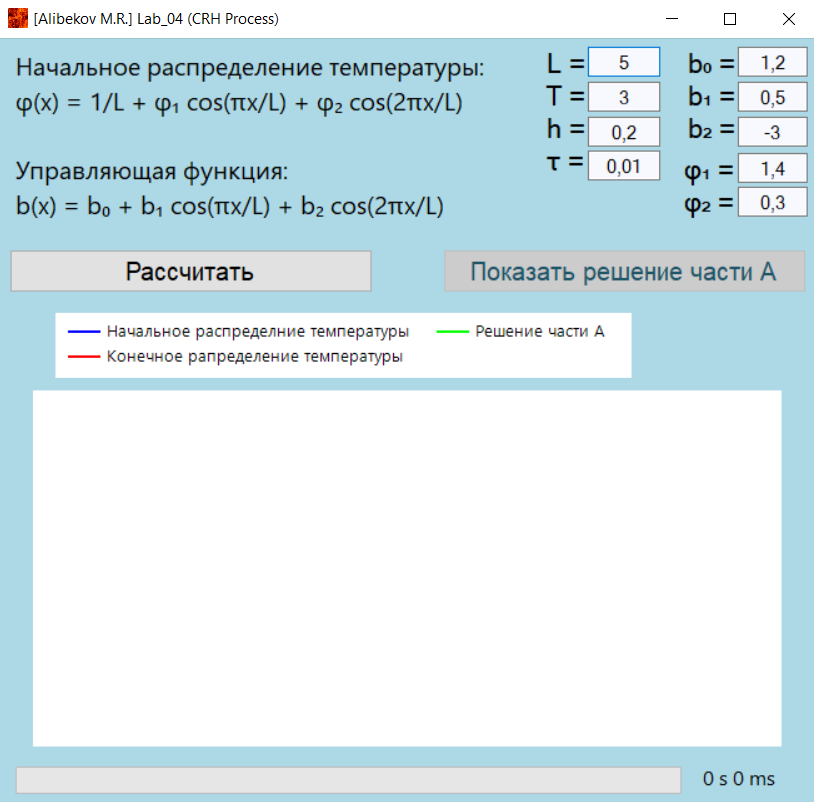 [Alibekov M.R.] Lab_04 (CRH Process)
Начальное распределение температуры:
φ(x) = 1/L + φ₁ cos(πx/L) + φ₂ cos(2πx/L)
Управляющая функция:
b(x) = b₀ + b₁ cos(πx/L) + b₂ cos(2πx/L)
L = 5
T = 3
h = 0,2
τ = 0,01
b₀ = 1,2
b₁ = 0,5
b₂ = -3
φ₁ = 1,4
φ₂ = 0,3
Рассчитать
Показать решение части А
Начальное распределние температуры
Решение части А
Конечное рапределение температуры
0 s 0 ms